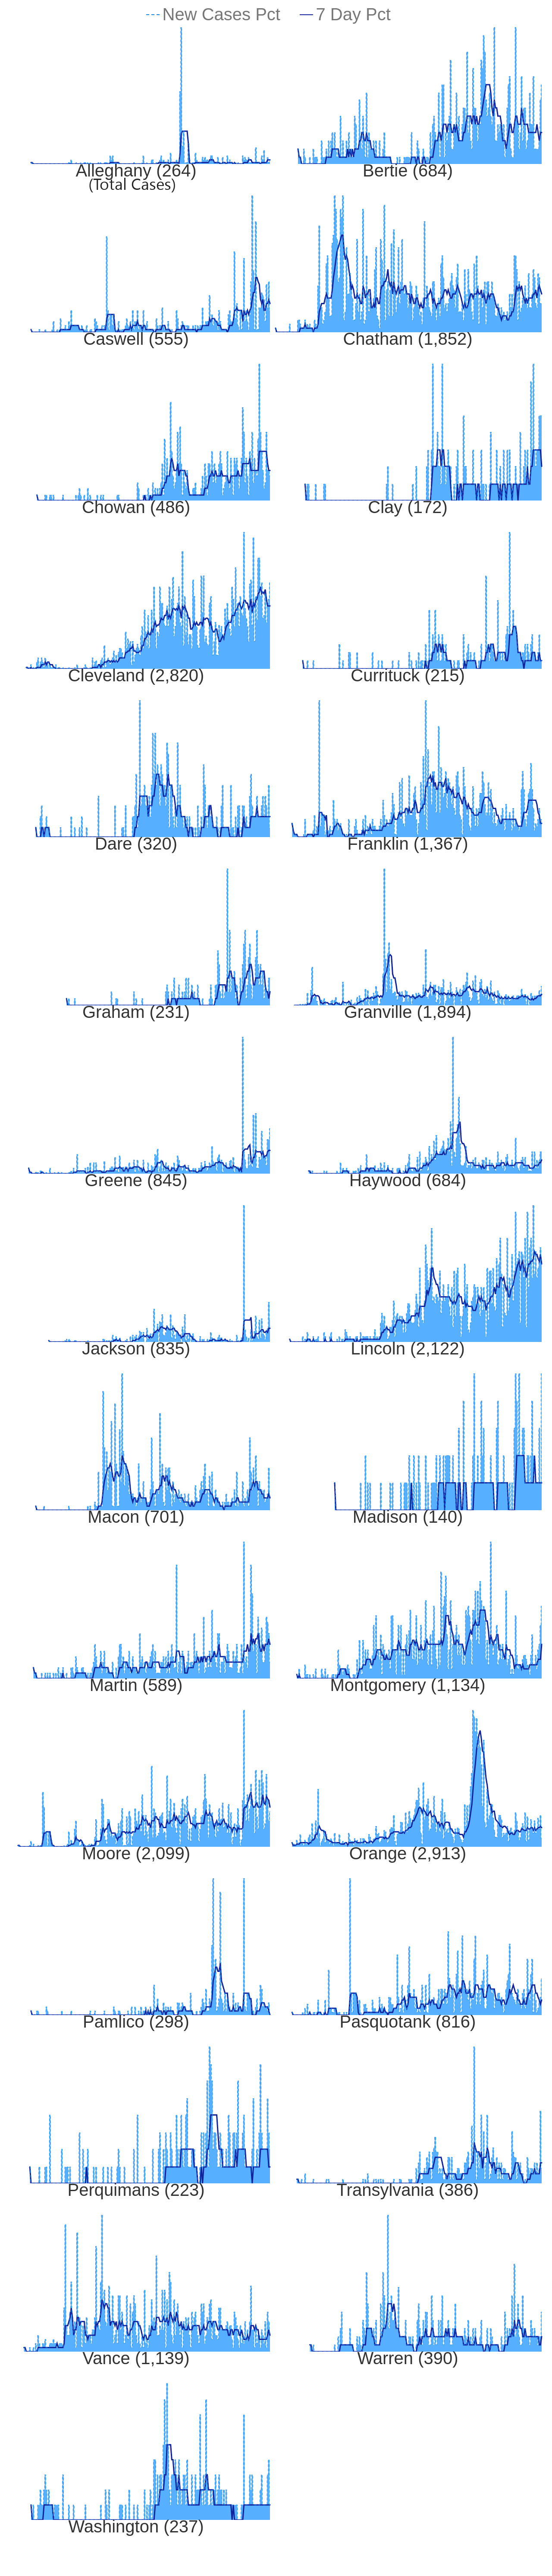 New Cases Pct 7 Day Pct
Alleghany (264) Bertie (684)
(Total Cases)
Caswell (555) Chatham (1,852)
Chowan (486) Clay (172)
Cleveland (2,820) Currituck (215)
Dare (320) Franklin (1,367)
Graham (231) Granville (1,894)
Greene (845) Haywood (684)
Jackson (835) Lincoln (2,122)
Macon (701) Madison (140)
Martin (589) Montgomery (1,134)
Moore (2,099) Orange (2,913)
Pamlico (298) Pasquotank (816)
Perquimans (223) Transylvania (386)
Vance (1,139) Warren (390)
Washington (237)